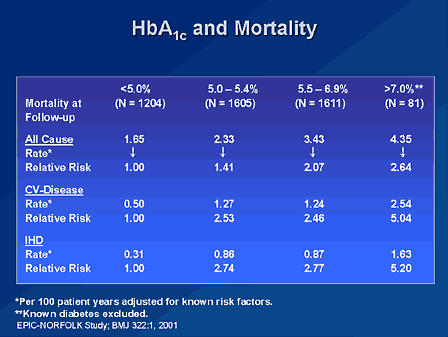 HbA1c and Mortality
<5.0% 5.0 – 5.4% 5.5 – 6.9% >7.0%**
Mortality at (N = 1204) (N = 1605) (N = 1611) (N = 81)
Follow-up
All Cause 1.65 2.33 3.43 4.35
Rate* ↓ ↓ ↓ ↓
Relative Risk 1.00 1.41 2.07 2.64
CV-Disease
Rate* 0.50 1.27 1.24 2.54
Relative Risk 1.00 2.53 2.46 5.04
IHD
Rate* 0.31 0.86 0.87 1.63
Relative Risk 1.00 2.74 2.77 5.20
*Per 100 patient years adjusted for known risk factors.
**Known diabetes excluded.
EPIC-NORFOLK Study; BMJ 322:1, 2001